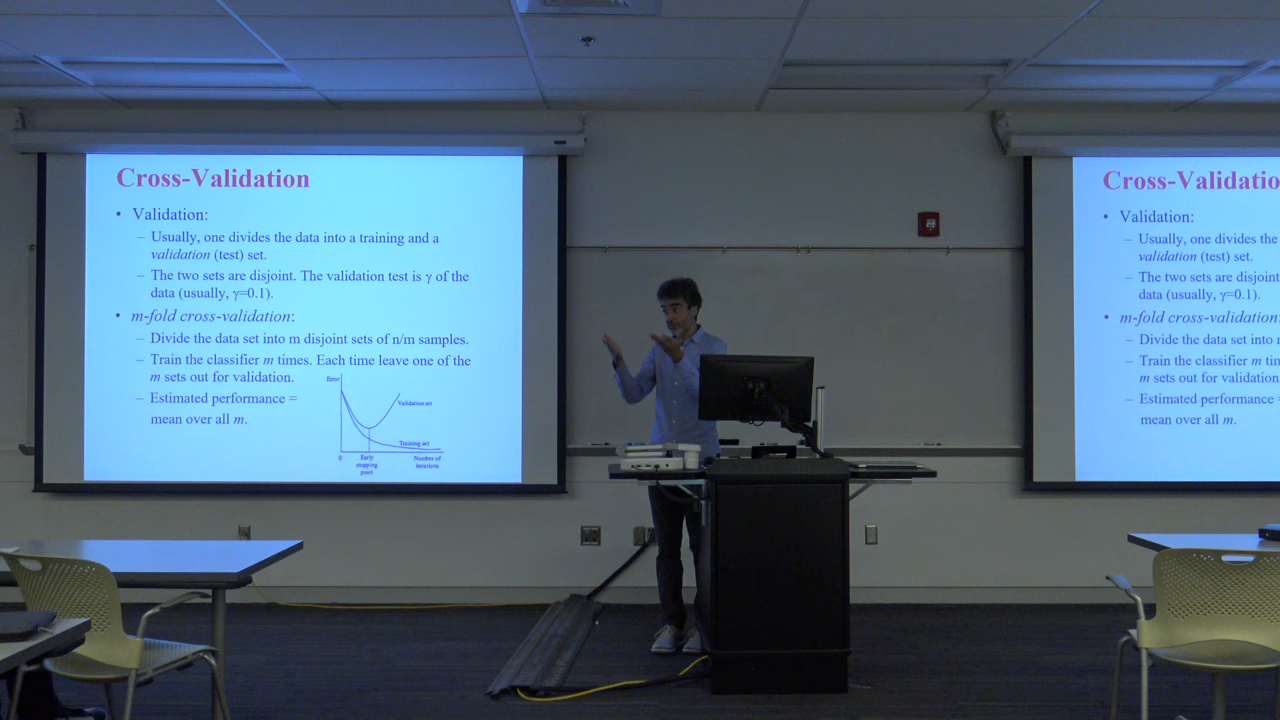 Cross-Validation
• Validation:
– Usually, one divides the data into a training and a
validation (test) set.
– The two sets are disjoint. The validation test is γ of the
data (usually, γ=0.1).
• m-fold cross-validation:
– Divide the data set into m disjoint sets of n/m samples.
– Train the classifier m times. Each time leave one of the
m sets out for validation.
– Estimated performance =
mean over all m.
Error
Validation set
Training set
0
Early
stopping
point
Number of
iterations
Cross-Validatio
• Validation:
– Usually, one divides the
validation (test) set.
– The two sets are disjoint
data (usually, γ=0.1).
• m-fold cross-validation:
– Divide the data set into
– Train the classifier m
m sets out for validation
– Estimated performance =
mean over all m.